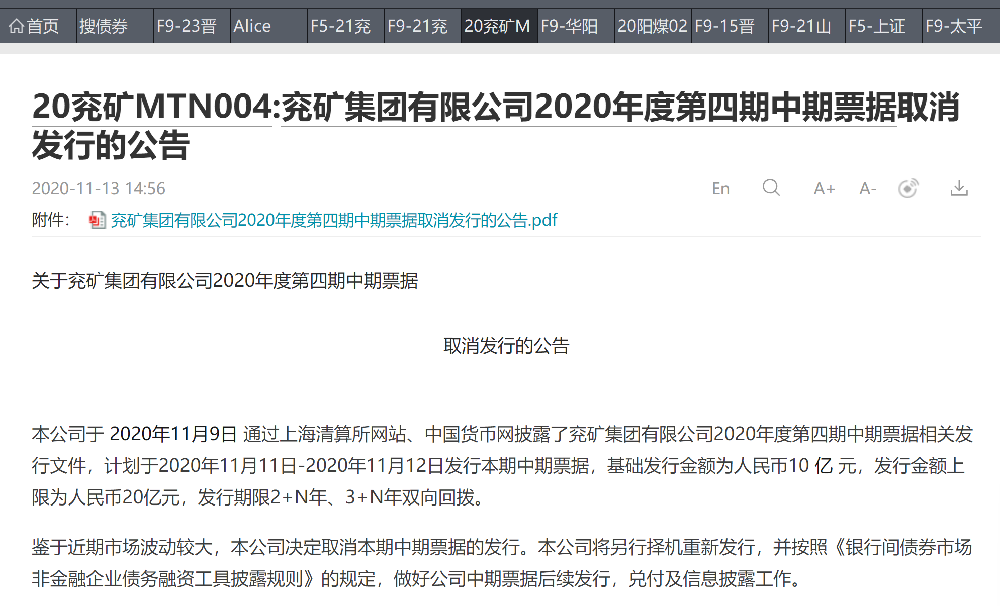 首页 搜债券 F9-23晋 Alice F5-21兖 F9-21兖 20兖矿M F9-华阳 20阳煤02 F9-15晋 F9-21山 F5-上证 F9-太平
20兖矿MTN004:兖矿集团有限公司2020年度第四期中期票据取消
发行的公告
2020-11-13 14:56 En A+ A-
附件： 兖矿集团有限公司2020年度第四期中期票据取消发行的公告.pdf
关于兖矿集团有限公司2020年度第四期中期票据
取消发行的公告
本公司于 2020年11月9日 通过上海清算所网站、中国货币网披露了兖矿集团有限公司2020年度第四期中期票据相关发
行文件，计划于2020年11月11日-2020年11月12日发行本期中期票据，基础发行金额为人民币10 亿 元，发行金额上
限为人民币20亿元，发行期限2+N年、3+N年双向回拨。
鉴于近期市场波动较大，本公司决定取消本期中期票据的发行。本公司将另行择机重新发行，并按照《银行间债券市场
非金融企业债务融资工具披露规则》的规定，做好公司中期票据后续发行，兑付及信息披露工作。